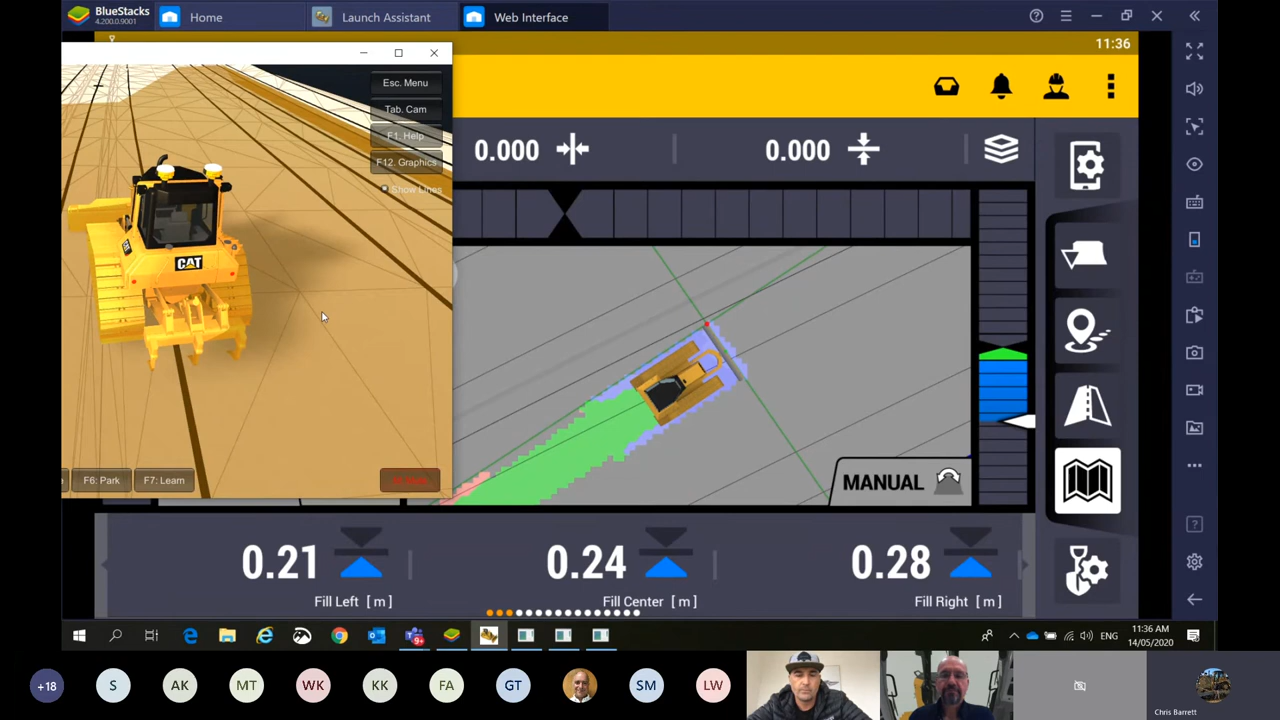 BlueStacks
4.200.0.9001
Home
Launch Assistant
Web Interface
11:36
Esc. Menu
Tab. Cam
F1. Help
F12. Graphics
Show Lines
0.000
0.000
CAT
F6: Park
F7: Learn
MANUAL
0.21
0.24
0.28
Fill Left [ m ]
Fill Center [ m ]
Fill Right [ m ]
ENG
11:36 AM
14/05/2020
+18
S
AK
MT
WK
KK
FA
GT
SM
LW
Chris Barrett